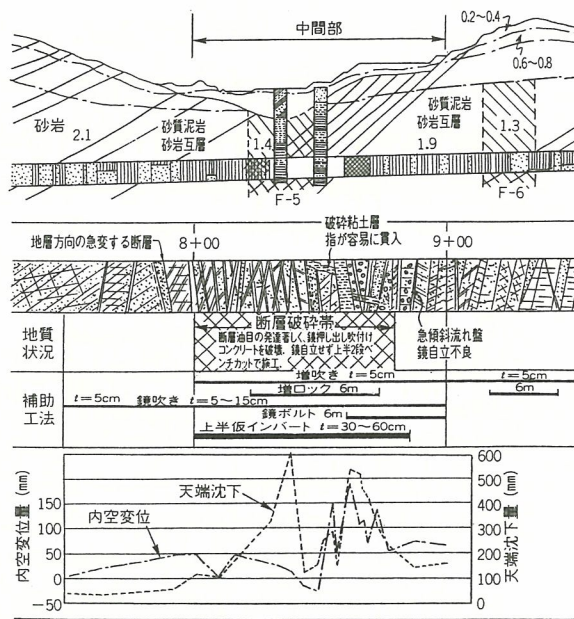 中間部
0.2~0.4
0.6~0.8
砂岩
2.1
砂質泥岩
砂岩互層
1.4
砂質泥岩
砂岩互層
1.9
1.3
F-5
F-6
地層方向の急変する断層
8+00
破砕粘土層
指が容易に貫入
9+00
地質
状況
断層破砕帯
断層油目の発達著しく,鏡押し出し吹付け
コンクリートを破壊.鏡自立せず上半2段ベ
ンチカットで施工.
急傾斜流れ盤
鏡自立不良
補助
工法
増吹き t=5cm
t=5cm
増ロック 6m
6m
t=5cm 鏡吹き t=5~15cm
鏡ボルト 6m
上半仮インバート t=30~60cm
内空変位量 (mm)
150
100
50
0
-50
天端沈下
内空変位
600
500
400
300
200
100
0
天端沈下量 (mm)